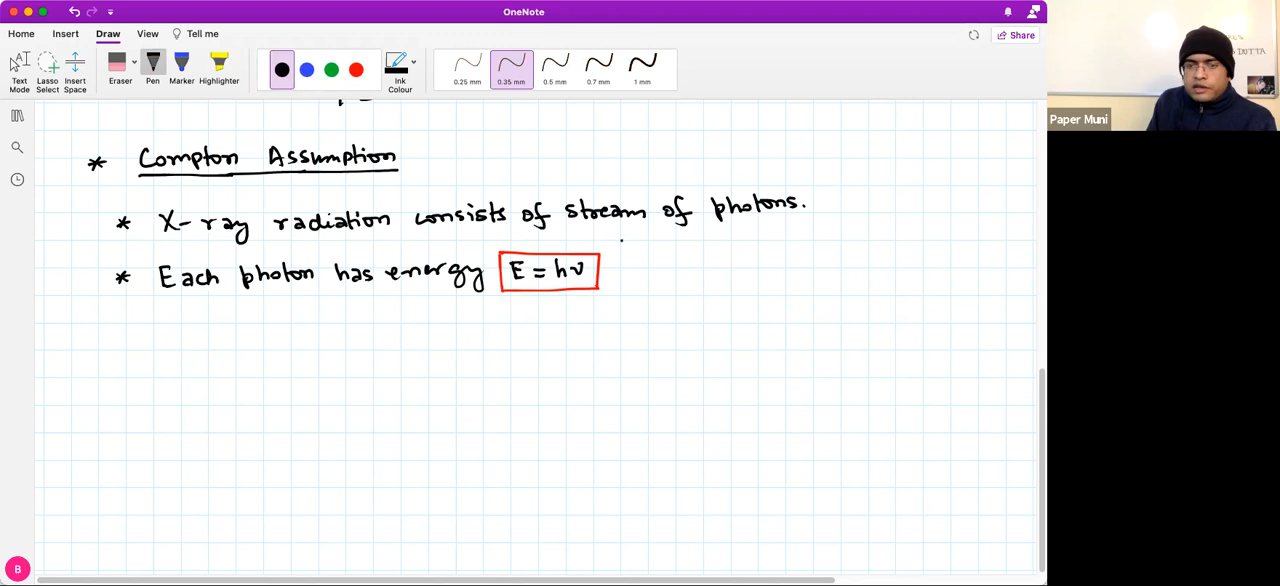 OneNote
Home Insert Draw View Tell me
Share
Text Mode
Lasso Select
Insert Space
Eraser
Pen
Marker
Highlighter
Ink Colour
0.25 mm
0.35 mm
0.5 mm
0.7 mm
1 mm
Paper Muni
* Compton Assumption
* X-ray radiation consists of stream of photons.
* Each photon has energy E = hν
B